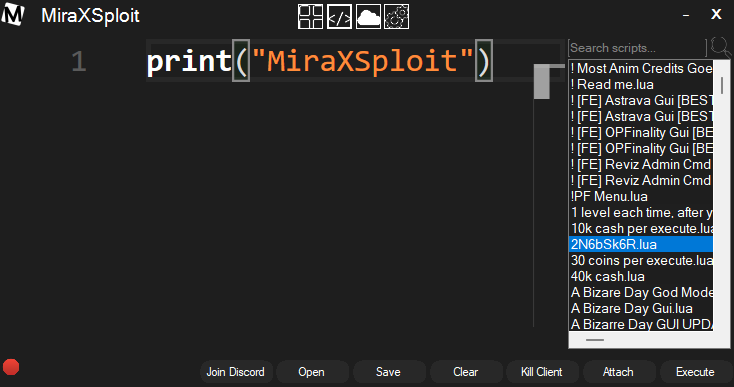 MiraXSploit
</>
– X
1 print("MiraXSploit")
Search scripts...
! Most Anim Credits Goe
! Read me.lua
! [FE] Astrava Gui [BEST
! [FE] Astrava Gui [BEST
! [FE] OPFinality Gui [BE
! [FE] OPFinality Gui [BE
! [FE] Reviz Admin Cmd
! [FE] Reviz Admin Cmd
!PF Menu.lua
1 level each time, after y
10k cash per execute.lua
2N6bSk6R.lua
30 coins per execute.lua
40k cash.lua
A Bizare Day God Mode
A Bizare Day Gui.lua
A Bizarre Day GUI UPDA
Join Discord Open Save Clear Kill Client Attach Execute